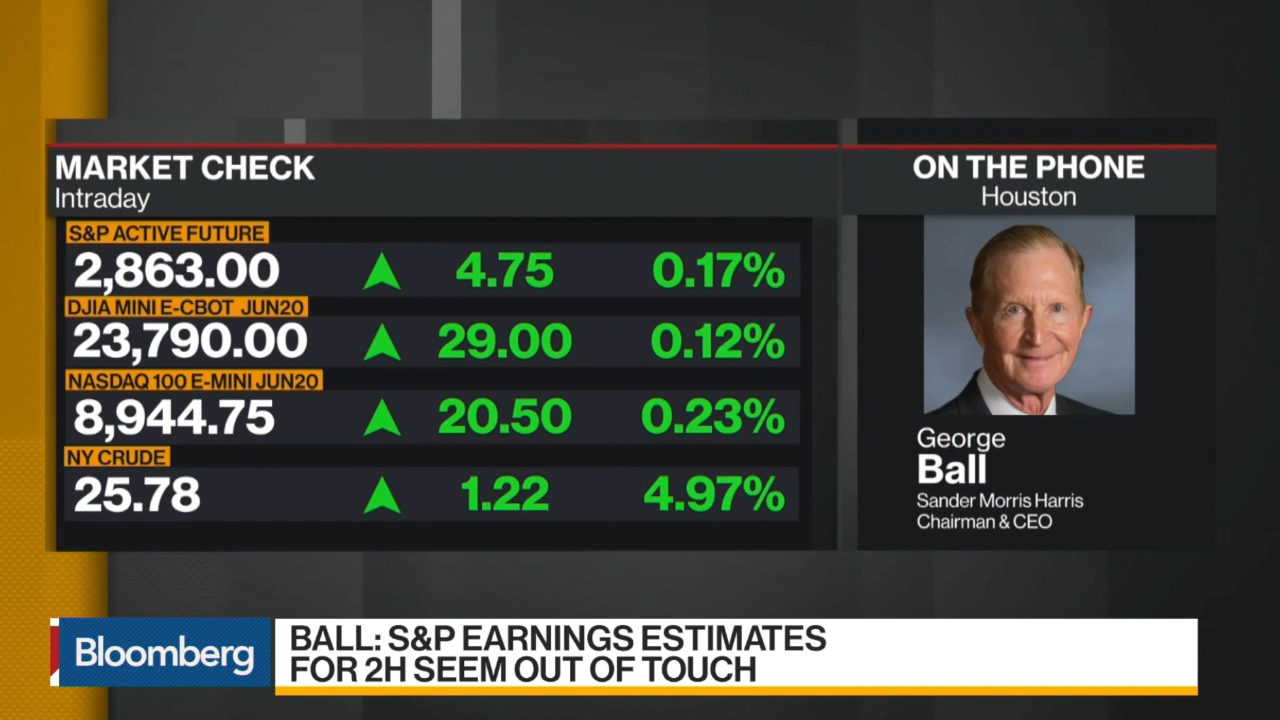 MARKET CHECK
Intraday
S&P ACTIVE FUTURE
2,863.00 4.75 0.17%
DJIA MINI E-CBOT JUN20
23,790.00 29.00 0.12%
NASDAQ 100 E-MINI JUN20
8,944.75 20.50 0.23%
NY CRUDE
25.78 1.22 4.97%
ON THE PHONE
Houston
George
Ball
Sander Morris Harris
Chairman & CEO
Bloomberg
BALL: S&P EARNINGS ESTIMATES
FOR 2H SEEM OUT OF TOUCH